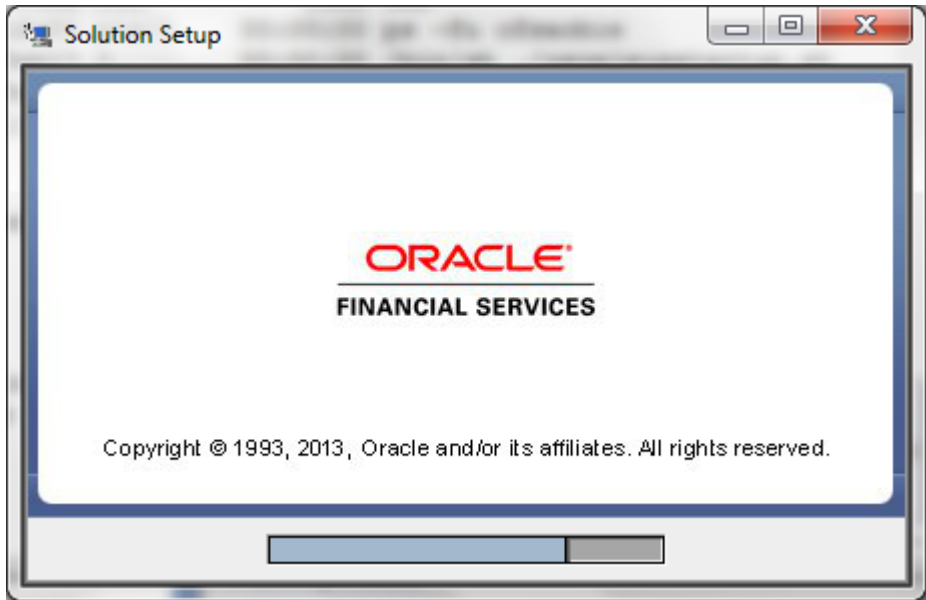 Solution Setup
ORACLE®
FINANCIAL SERVICES
Copyright © 1993, 2013, Oracle and/or its affiliates. All rights reserved.